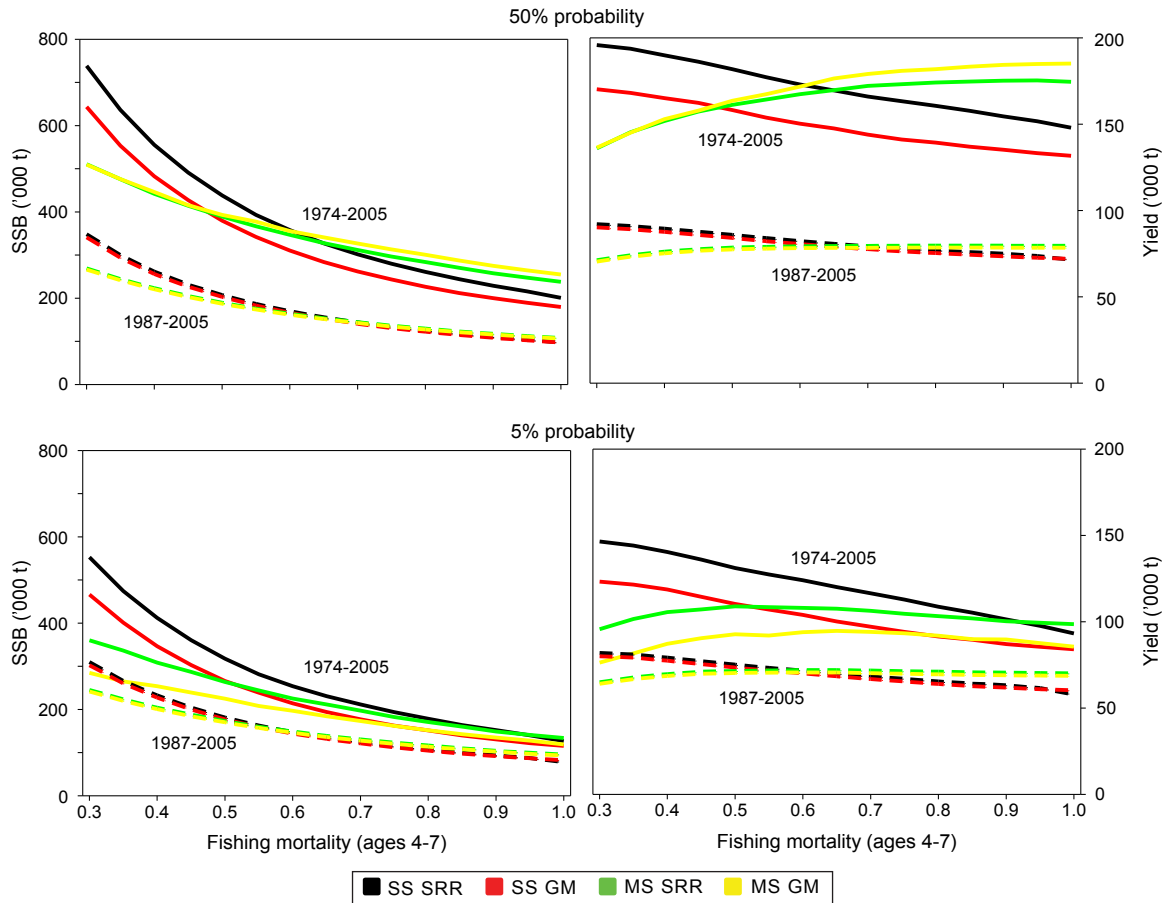 50% probability
800
600
400
200
0
SSB ('000 t)
1974-2005
1987-2005
200
150
100
50
0
Yield ('000 t)
1974-2005
1987-2005
5% probability
800
600
400
200
0
SSB ('000 t)
1974-2005
1987-2005
0.3 0.4 0.5 0.6 0.7 0.8 0.9 1.0
Fishing mortality (ages 4-7)
200
150
100
50
0
Yield ('000 t)
1974-2005
1987-2005
0.3 0.4 0.5 0.6 0.7 0.8 0.9 1.0
Fishing mortality (ages 4-7)
SS SRR SS GM MS SRR MS GM